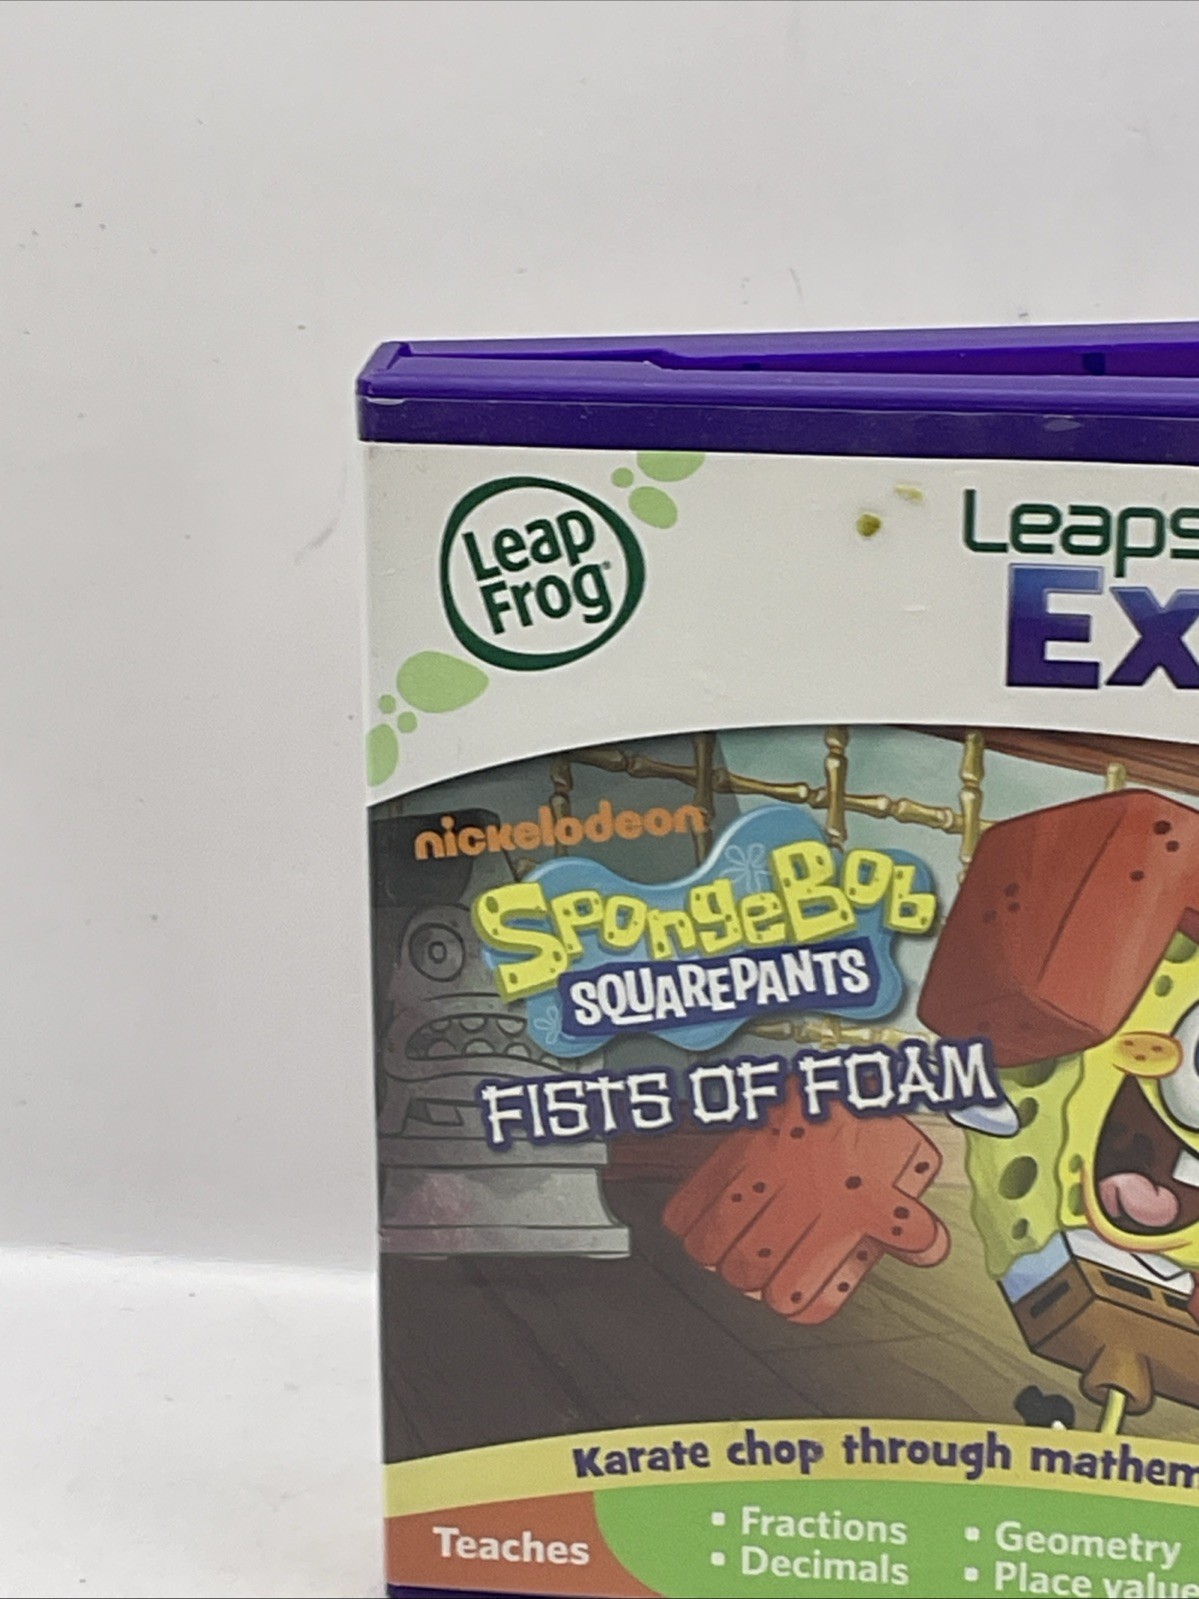 Leap
Frog
Leaps
Ex
nickelodeon
SpongeBob
SQUAREPANTS
FISTS OF FOAM
Karate chop through mathem
Teaches
▪ Fractions
▪ Geometry
▪ Decimals
▪ Place value